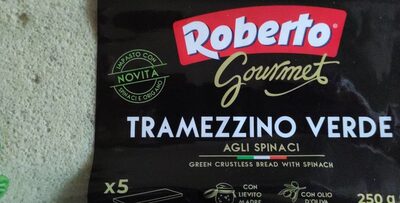 Roberto
Gourmet
IMPASTO CON
NOVITÀ
SPINACI E ORIGANO
TRAMEZZINO VERDE
AGLI SPINACI
GREEN CRUSTLESS BREAD WITH SPINACH
x5
CON
LIEVITO
MADRE
CON OLIO
D'OLIVA
250 g